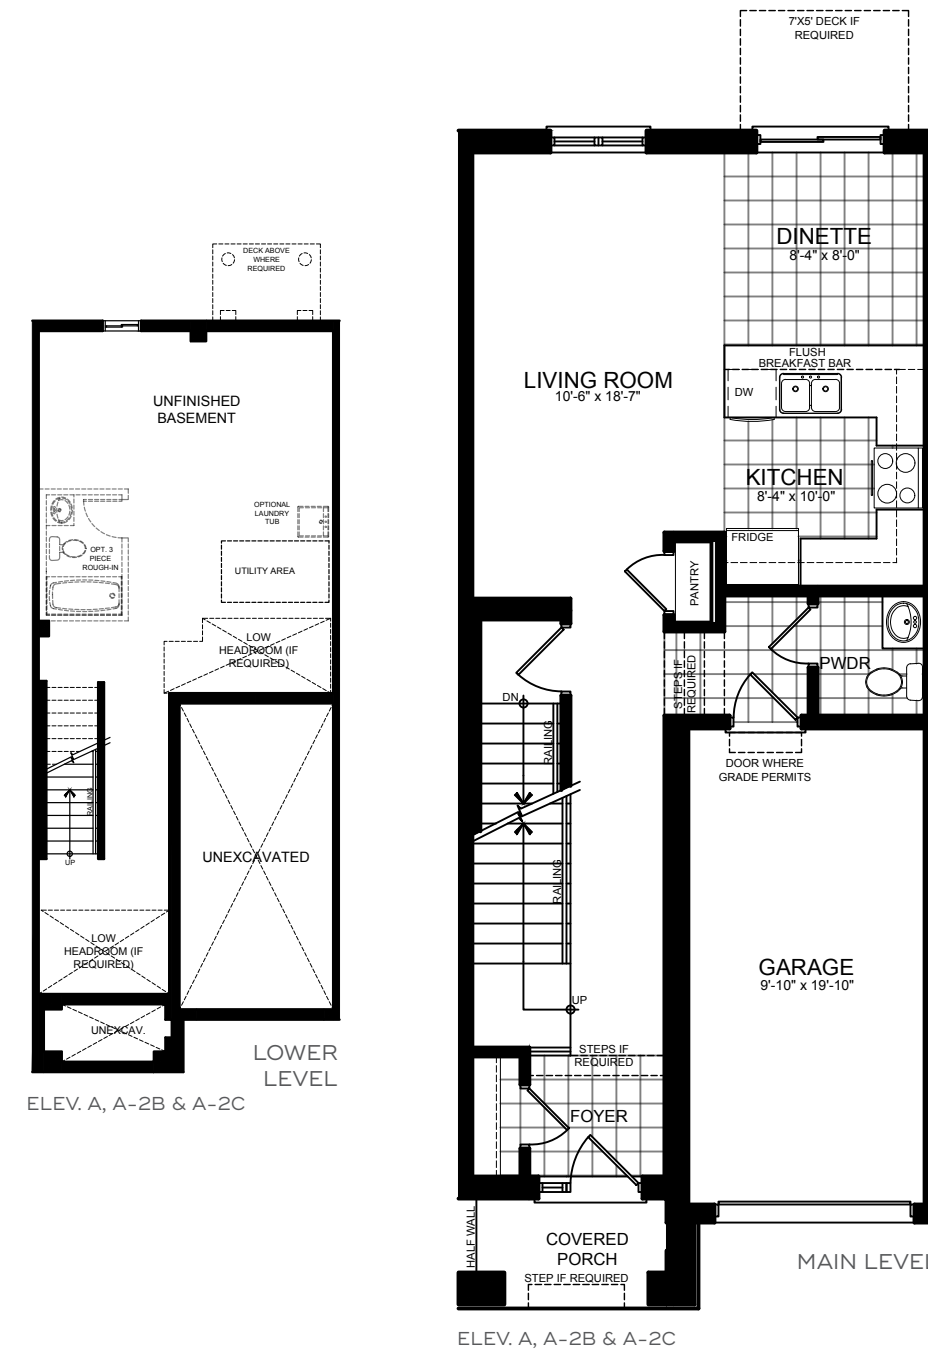 DECK ABOVE
WHERE
REQUIRED
UNFINISHED
BASEMENT
OPTIONAL
LAUNDRY
TUB
OPT. 3
PIECE
ROUGH-IN
UTILITY AREA
LOW
HEADROOM (IF
REQUIRED)
RAILING
UP
UNEXCAVATED
LOW
HEADROOM (IF
REQUIRED)
UNEXCAV.
LOWER
LEVEL
ELEV. A, A-2B & A-2C
7'X5' DECK IF
REQUIRED
DINETTE
8'-4" x 8'-0"
FLUSH
BREAKFAST BAR
DW
LIVING ROOM
10'-6" x 18'-7"
KITCHEN
8'-4" x 10'-0"
FRIDGE
PANTRY
STEPS IF
REQUIRED
PWDR
DN
RAILING
DOOR WHERE
GRADE PERMITS
RAILING
UP
GARAGE
9'-10" x 19'-10"
STEPS IF
REQUIRED
FOYER
HALF WALL
COVERED
PORCH
STEP IF REQUIRED
MAIN LEVEL
ELEV. A, A-2B & A-2C